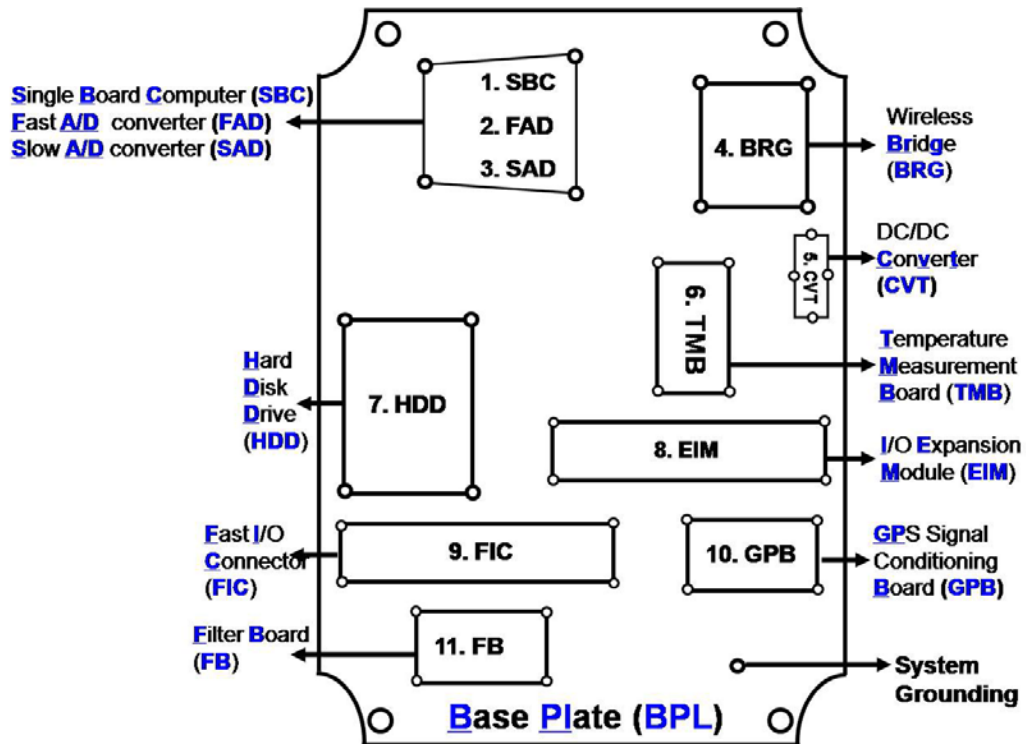 Single Board Computer (SBC)
Fast A/D converter (FAD)
Slow A/D converter (SAD)
1. SBC
2. FAD
3. SAD
4. BRG
Wireless
Bridge
(BRG)
5. CVT
DC/DC
Converter
(CVT)
6. TMB
Temperature
Measurement
Board (TMB)
Hard
Disk
Drive
(HDD)
7. HDD
8. EIM
I/O Expansion
Module (EIM)
Fast I/O
Connector
(FIC)
9. FIC
10. GPB
GPS Signal
Conditioning
Board (GPB)
Filter Board
(FB)
11. FB
System
Grounding
Base Plate (BPL)